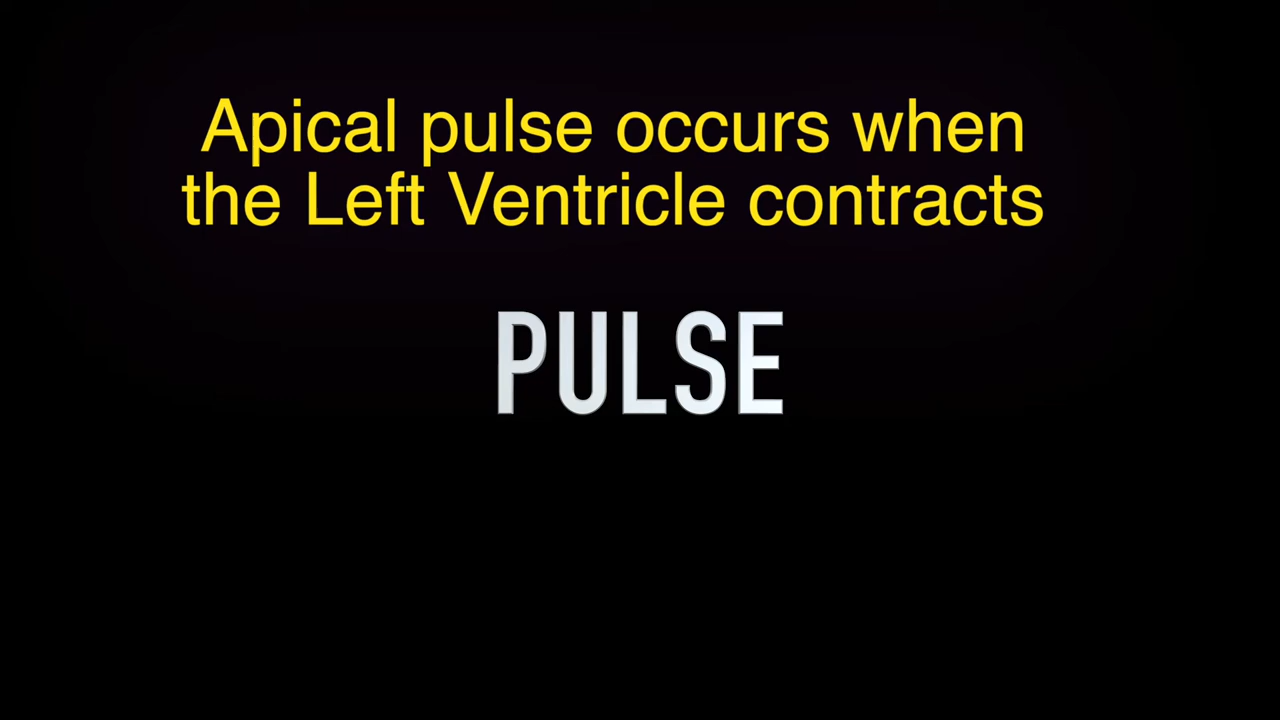 Apical pulse occurs when
the Left Ventricle contracts
PULSE